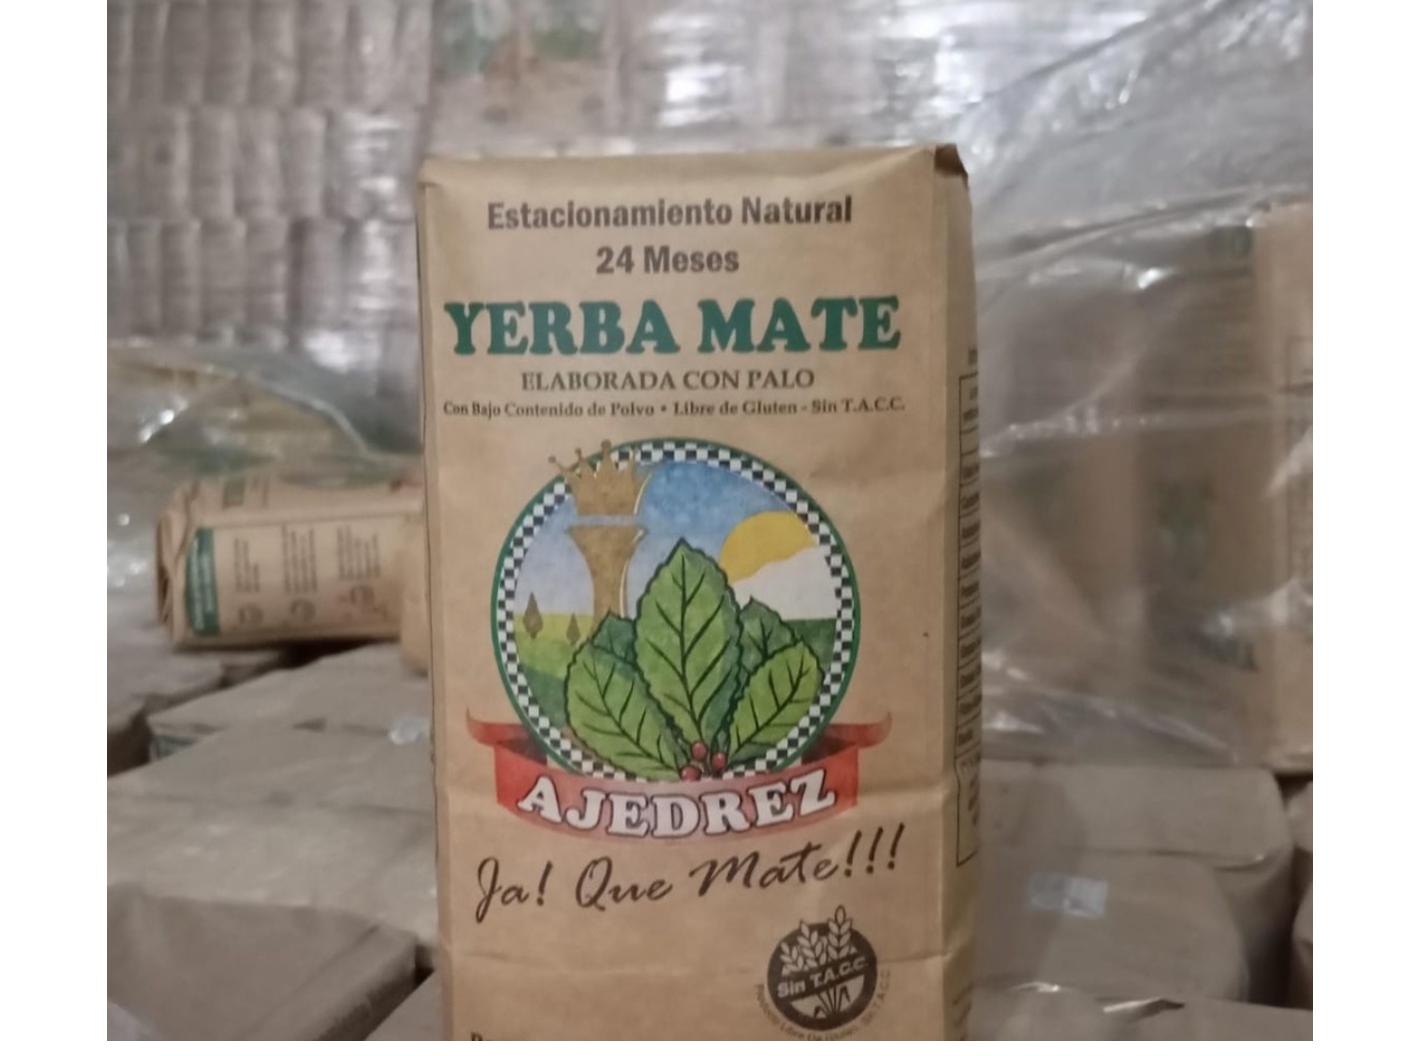 Estacionamiento Natural
24 Meses
YERBA MATE
ELABORADA CON PALO
Con Bajo Contenido de Polvo • Libre de Gluten - Sin T.A.C.C.
AJEDREZ
Ja! Que Mate!!!
Sin T.A.C.C.